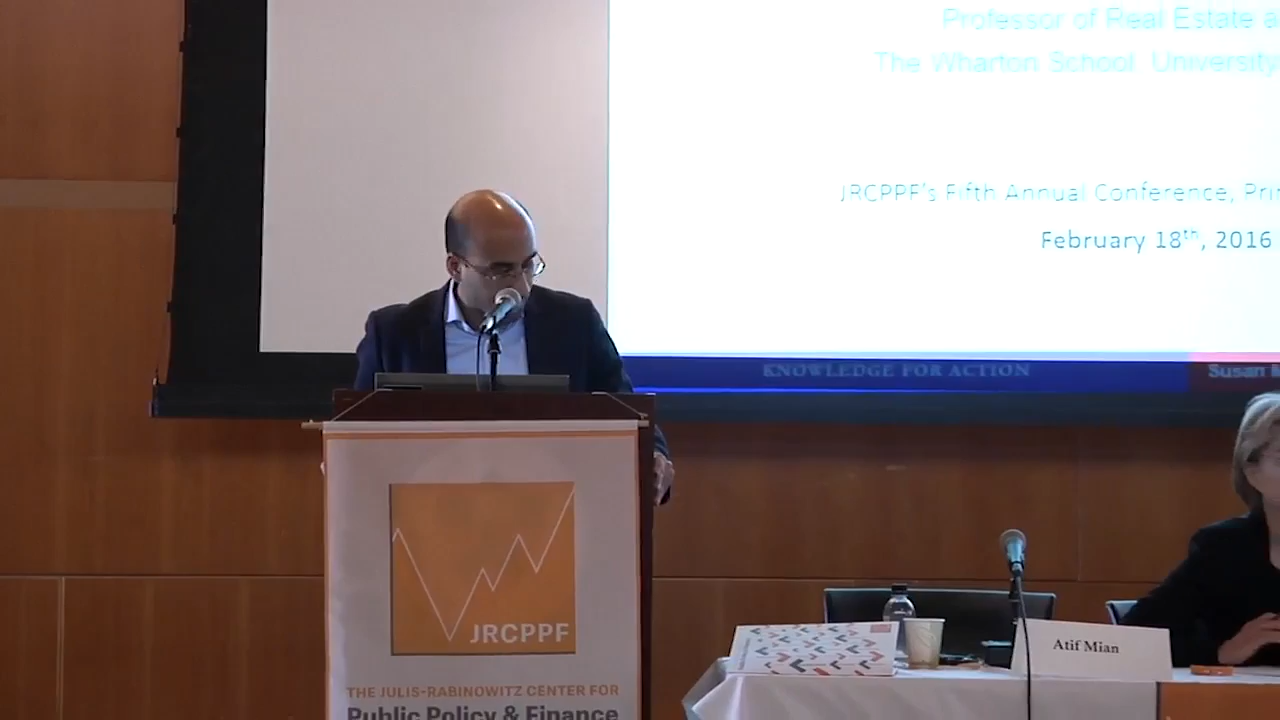 Professor of Real Estate a
The Wharton School University
JRCPPF's Fifth Annual Conference, Pri
February 18th, 2016
KNOWLEDGE FOR ACTION
Susan
JRCPPF
THE JULIS-RABINOWITZ CENTER FOR
Public Policy & Finance
Atif Mian